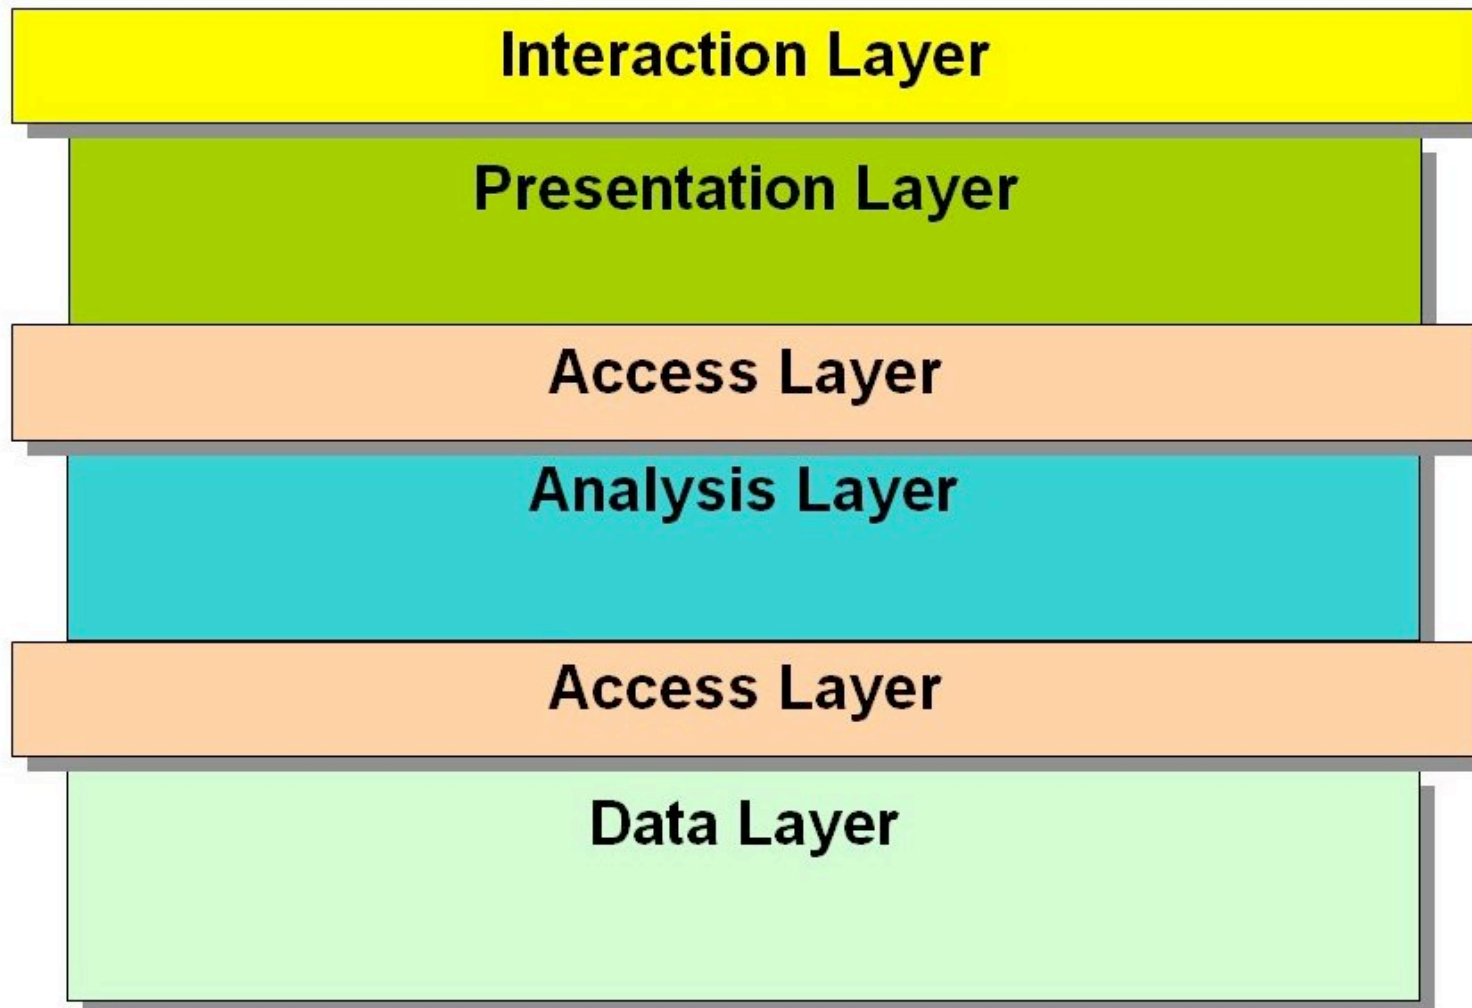 Interaction Layer
Presentation Layer
Access Layer
Analysis Layer
Access Layer
Data Layer